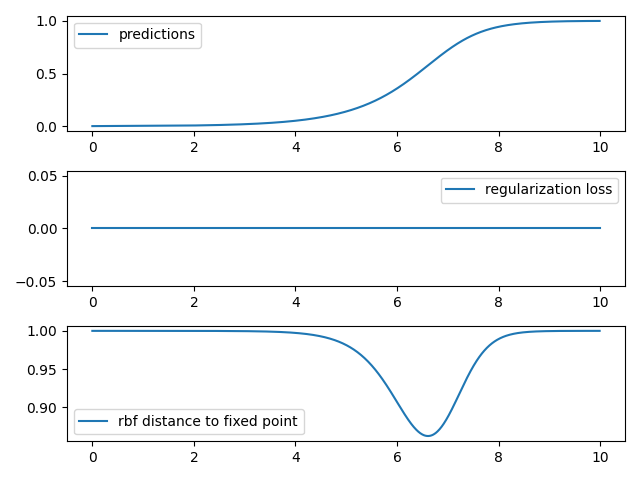 1.0
0.5
0.0
predictions
0 2 4 6 8 10
0.05
0.00
−0.05
regularization loss
0 2 4 6 8 10
1.00
0.95
0.90
rbf distance to fixed point
0 2 4 6 8 10